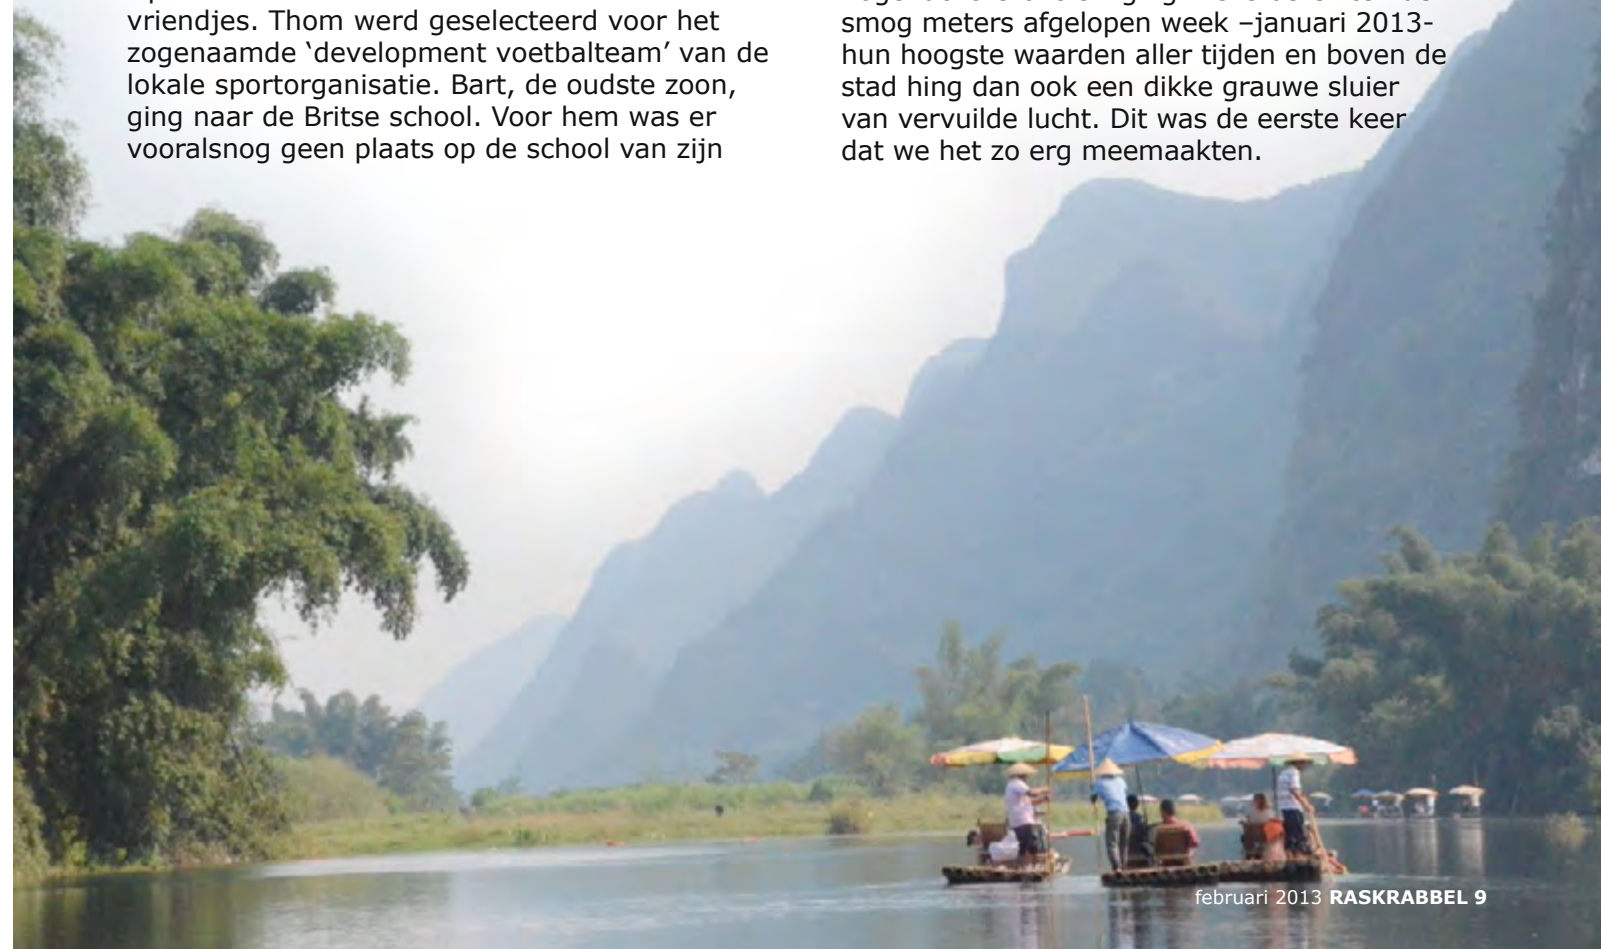 vriendjes. Thom werd geselecteerd voor het
zogenaamde ‘development voetbalteam’ van de
lokale sportorganisatie. Bart, de oudste zoon,
ging naar de Britse school. Voor hem was er
vooralsnog geen plaats op de school van zijn
smog meters afgelopen week –januari 2013-
hun hoogste waarden aller tijden en boven de
stad hing dan ook een dikke grauwe sluier
van vervuilde lucht. Dit was de eerste keer
dat we het zo erg meemaakten.
februari 2013 RASKRABBEL 9